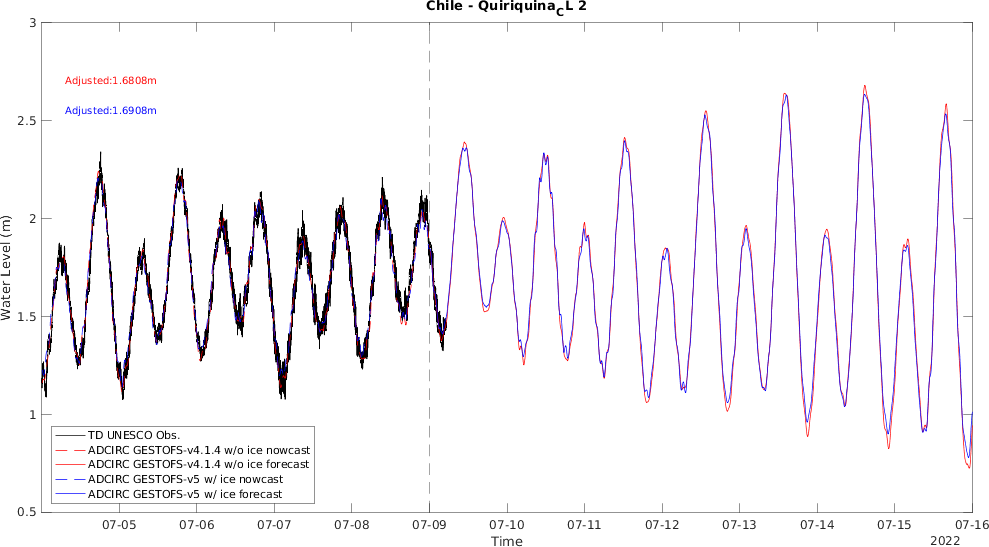 Chile - Quiriquina_CL 2
3
Adjusted:1.6808m
Adjusted:1.6908m
2.5
2
Water Level (m)
1.5
1
TD UNESCO Obs.
ADCIRC GESTOFS-v4.1.4 w/o ice nowcast
ADCIRC GESTOFS-v4.1.4 w/o ice forecast
ADCIRC GESTOFS-v5 w/ ice nowcast
ADCIRC GESTOFS-v5 w/ ice forecast
0.5
07-05 07-06 07-07 07-08 07-09 07-10 07-11 07-12 07-13 07-14 07-15 07-16
Time
2022